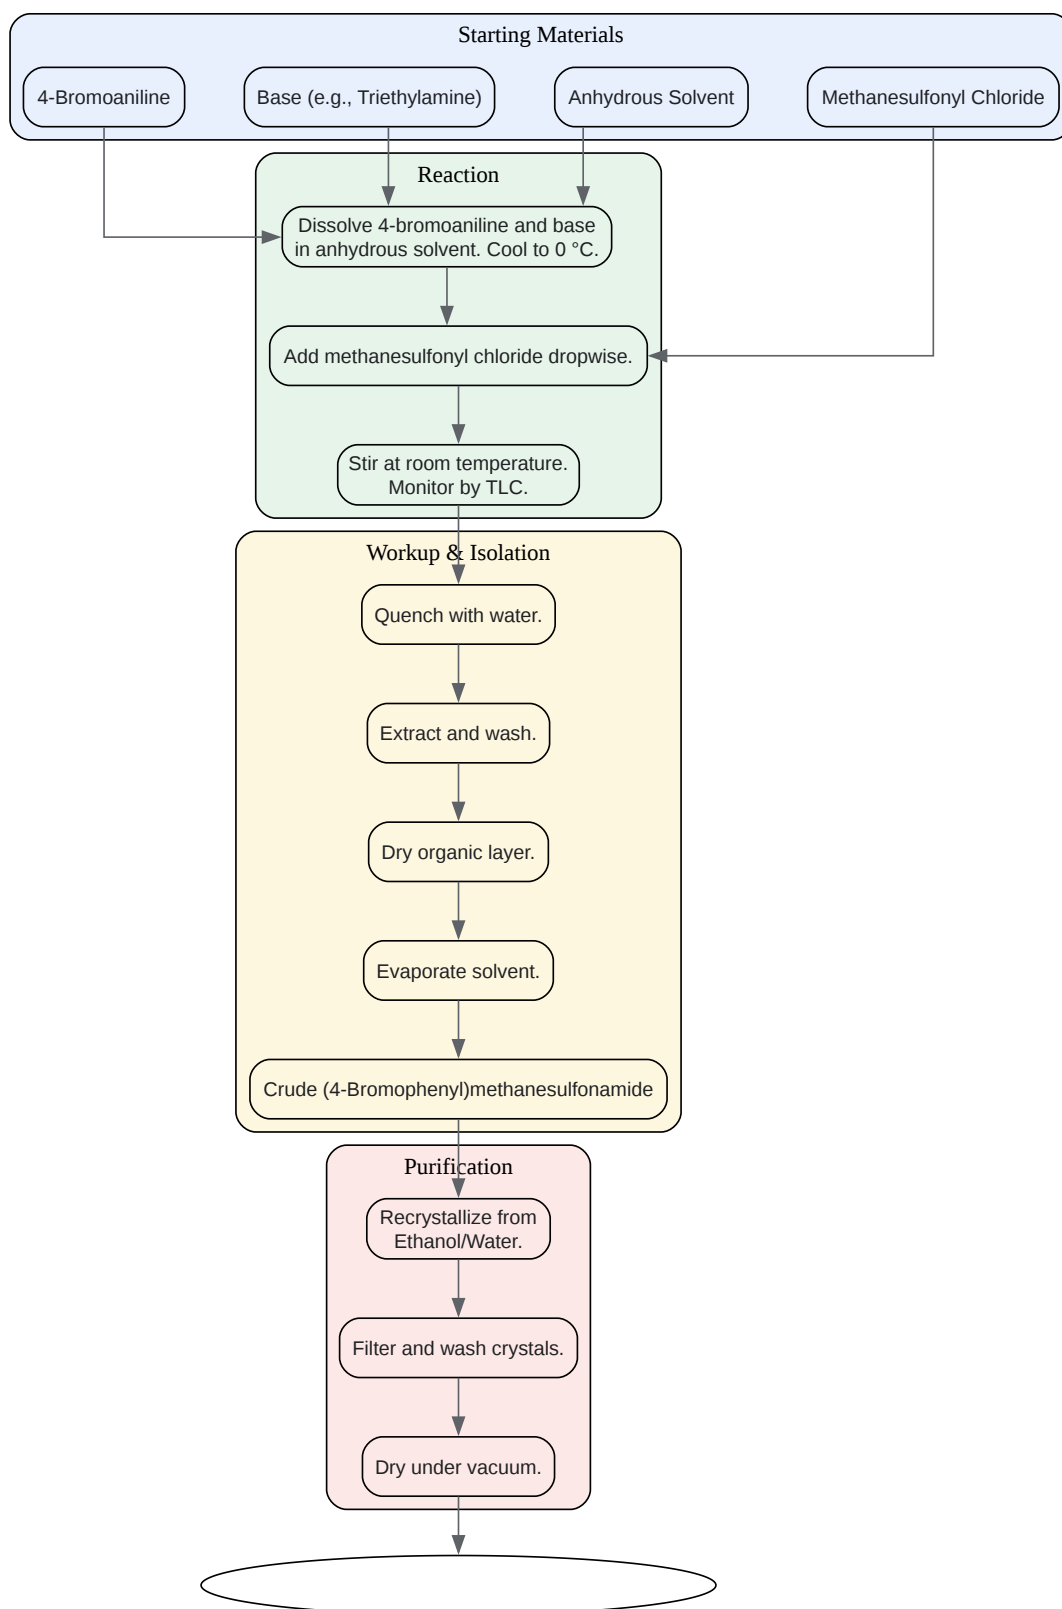 Starting Materials
4-Bromoaniline
Base (e.g., Triethylamine)
Anhydrous Solvent
Methanesulfonyl Chloride
Reaction
Dissolve 4-bromoaniline and base
in anhydrous solvent. Cool to 0 °C.
Add methanesulfonyl chloride dropwise.
Stir at room temperature.
Monitor by TLC.
Workup & Isolation
Quench with water.
Extract and wash.
Dry organic layer.
Evaporate solvent.
Crude (4-Bromophenyl)methanesulfonamide
Purification
Recrystallize from
Ethanol/Water.
Filter and wash crystals.
Dry under vacuum.